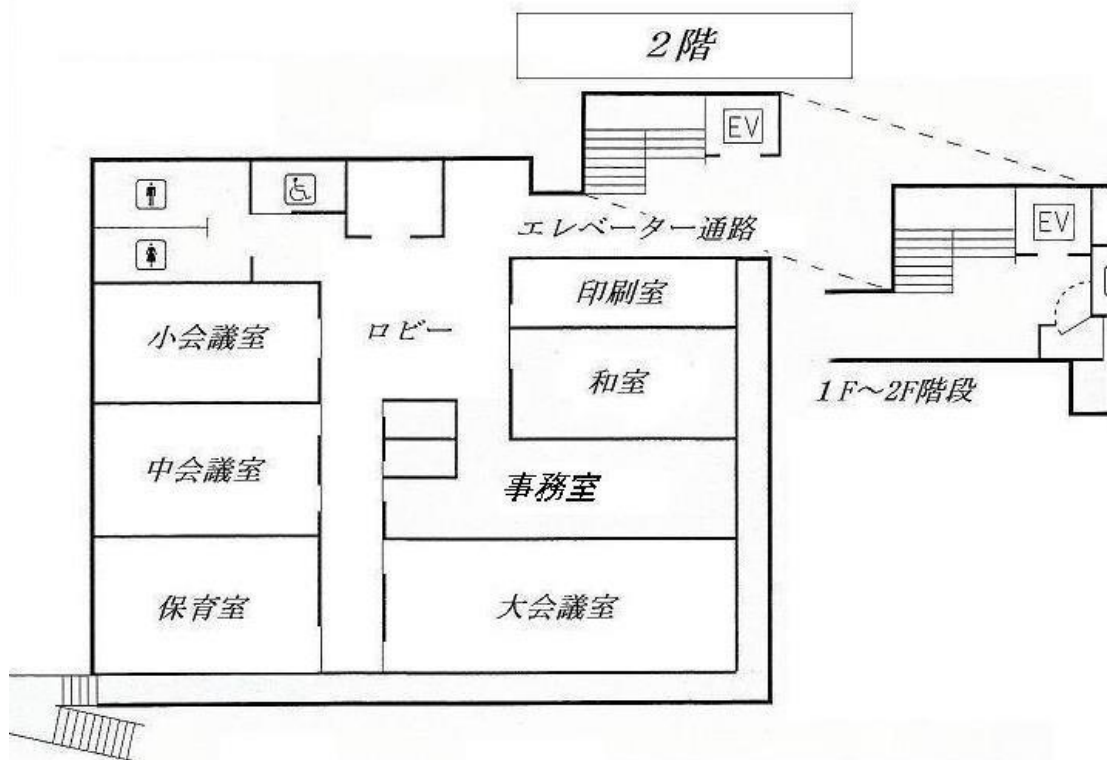 2階
EV
エレベーター通路
EV
印刷室
小会議室
ロビー
和室
1F～2F階段
中会議室
事務室
保育室
大会議室